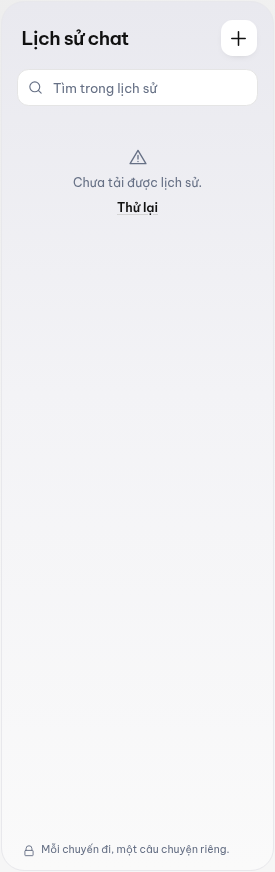 Lịch sử chat
Tìm trong lịch sử
Chưa tải được lịch sử.
Thử lại
Mỗi chuyến đi, một câu chuyện riêng.